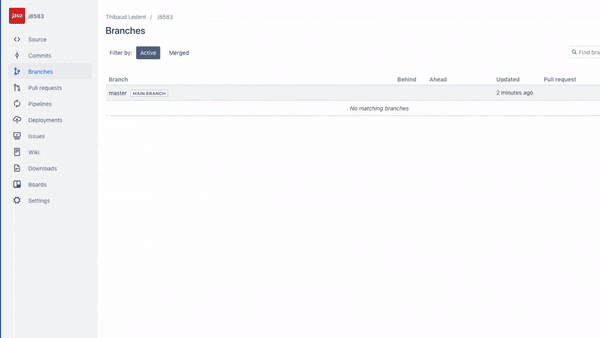 java
j8583
Source
Commits
Branches
Pull requests
Pipelines
Deployments
Issues
Wiki
Downloads
Boards
Settings
Thibaud Ledent / j8583
Branches
Filter by: Active Merged
Find bra
Branch Behind Ahead Updated Pull request
master MAIN BRANCH 2 minutes ago
No matching branches